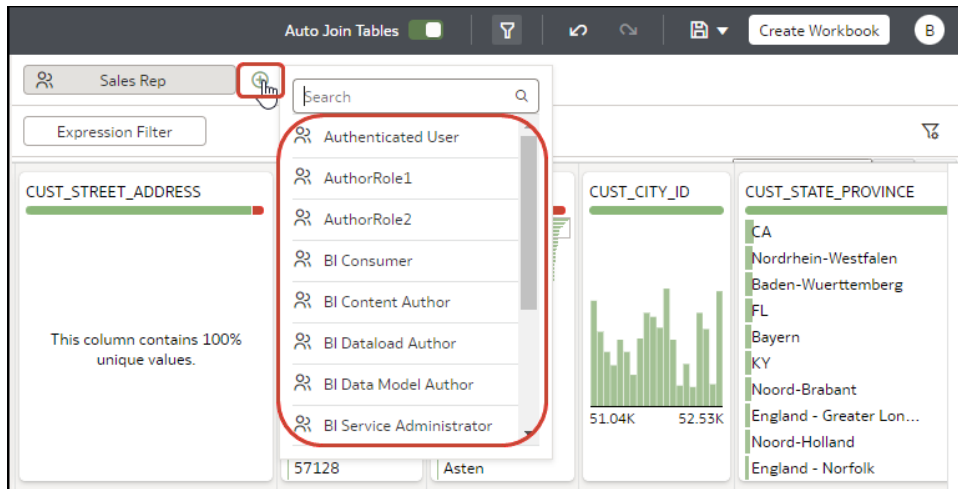 Auto Join Tables
Create Workbook
B
Sales Rep
Search
Expression Filter
Authenticated User
AuthorRole1
AuthorRole2
BI Consumer
BI Content Author
BI Dataload Author
BI Data Model Author
BI Service Administrator
CUST_STREET_ADDRESS
This column contains 100%
unique values.
57128
Asten
CUST_CITY_ID
51.04K 52.53K
CUST_STATE_PROVINCE
CA
Nordrhein-Westfalen
Baden-Wuerttemberg
FL
Bayern
KY
Noord-Brabant
England - Greater Lon...
Noord-Holland
England - Norfolk